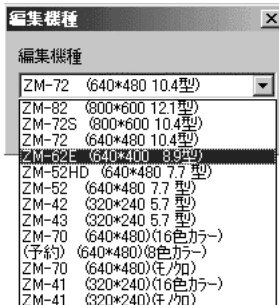 編集機種
編集機種
ZM-72 (640*480 10.4型)
ZM-82 (800*600 12.1型)
ZM-72S (800*600 10.4型)
ZM-72 (640*480 10.4型)
ZM-62E (640*400 8.9型)
ZM-52HD (640*480 7.7 型)
ZM-52 (640*480 7.7 型)
ZM-42 (320*240 5.7 型)
ZM-43 (320*240 5.7 型)
ZM-70 (640*480)(16色カラー)
(予約) (640*480)(8色カラー)
ZM-70 (640*480)(モノクロ)
ZM-41 (320*240)(16色カラー)
ZM-41 (320*240)(モノクロ)